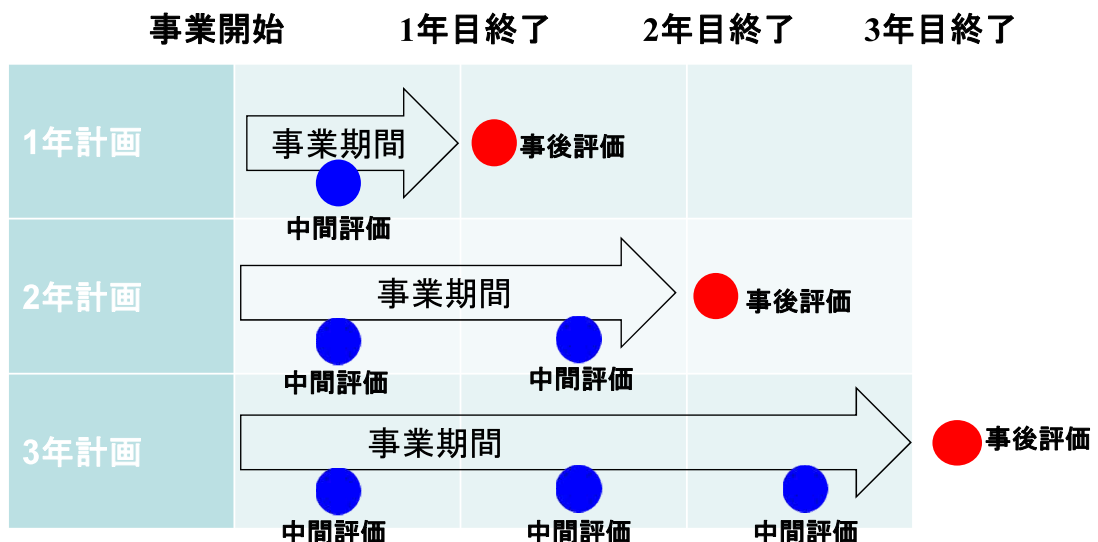 事業開始 1年目終了 2年目終了 3年目終了
1年計画
事業期間
事後評価
中間評価
2年計画
事業期間
事後評価
中間評価 中間評価
3年計画
事業期間
事後評価
中間評価 中間評価 中間評価